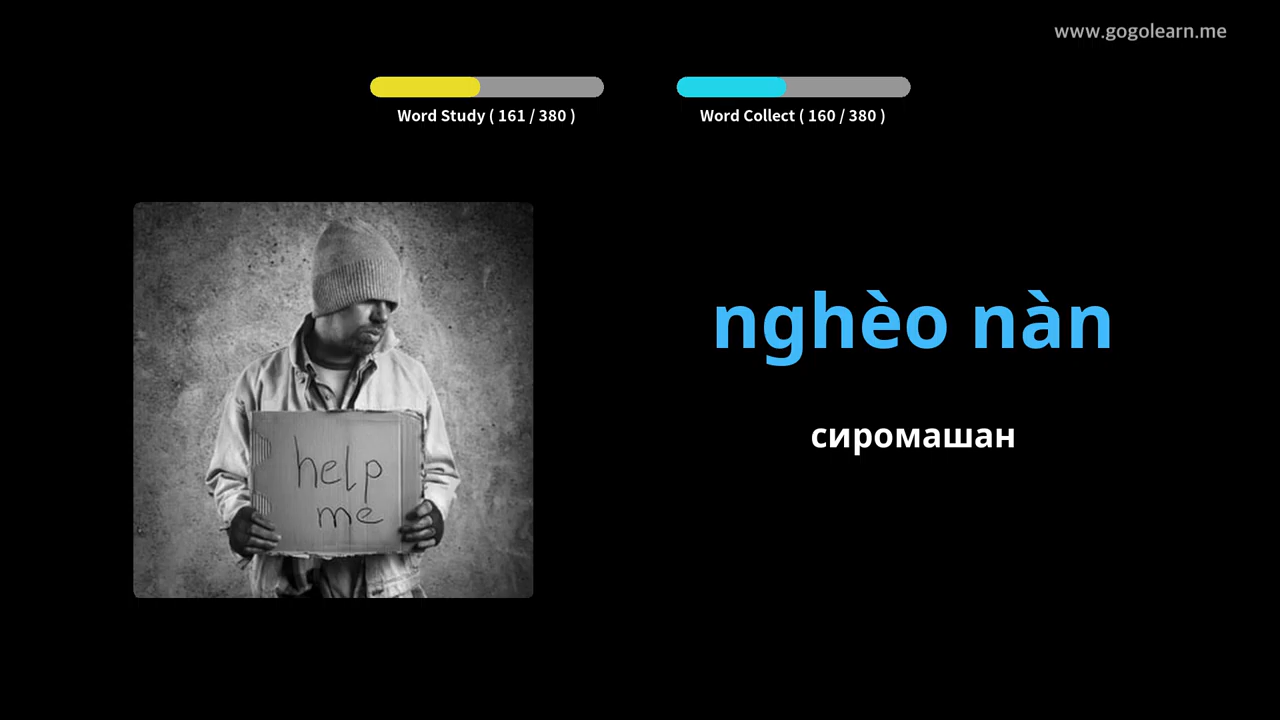 www.gogolearn.me
Word Study ( 161 / 380 )
Word Collect ( 160 / 380 )
help
me
nghèo nàn
сиромашан